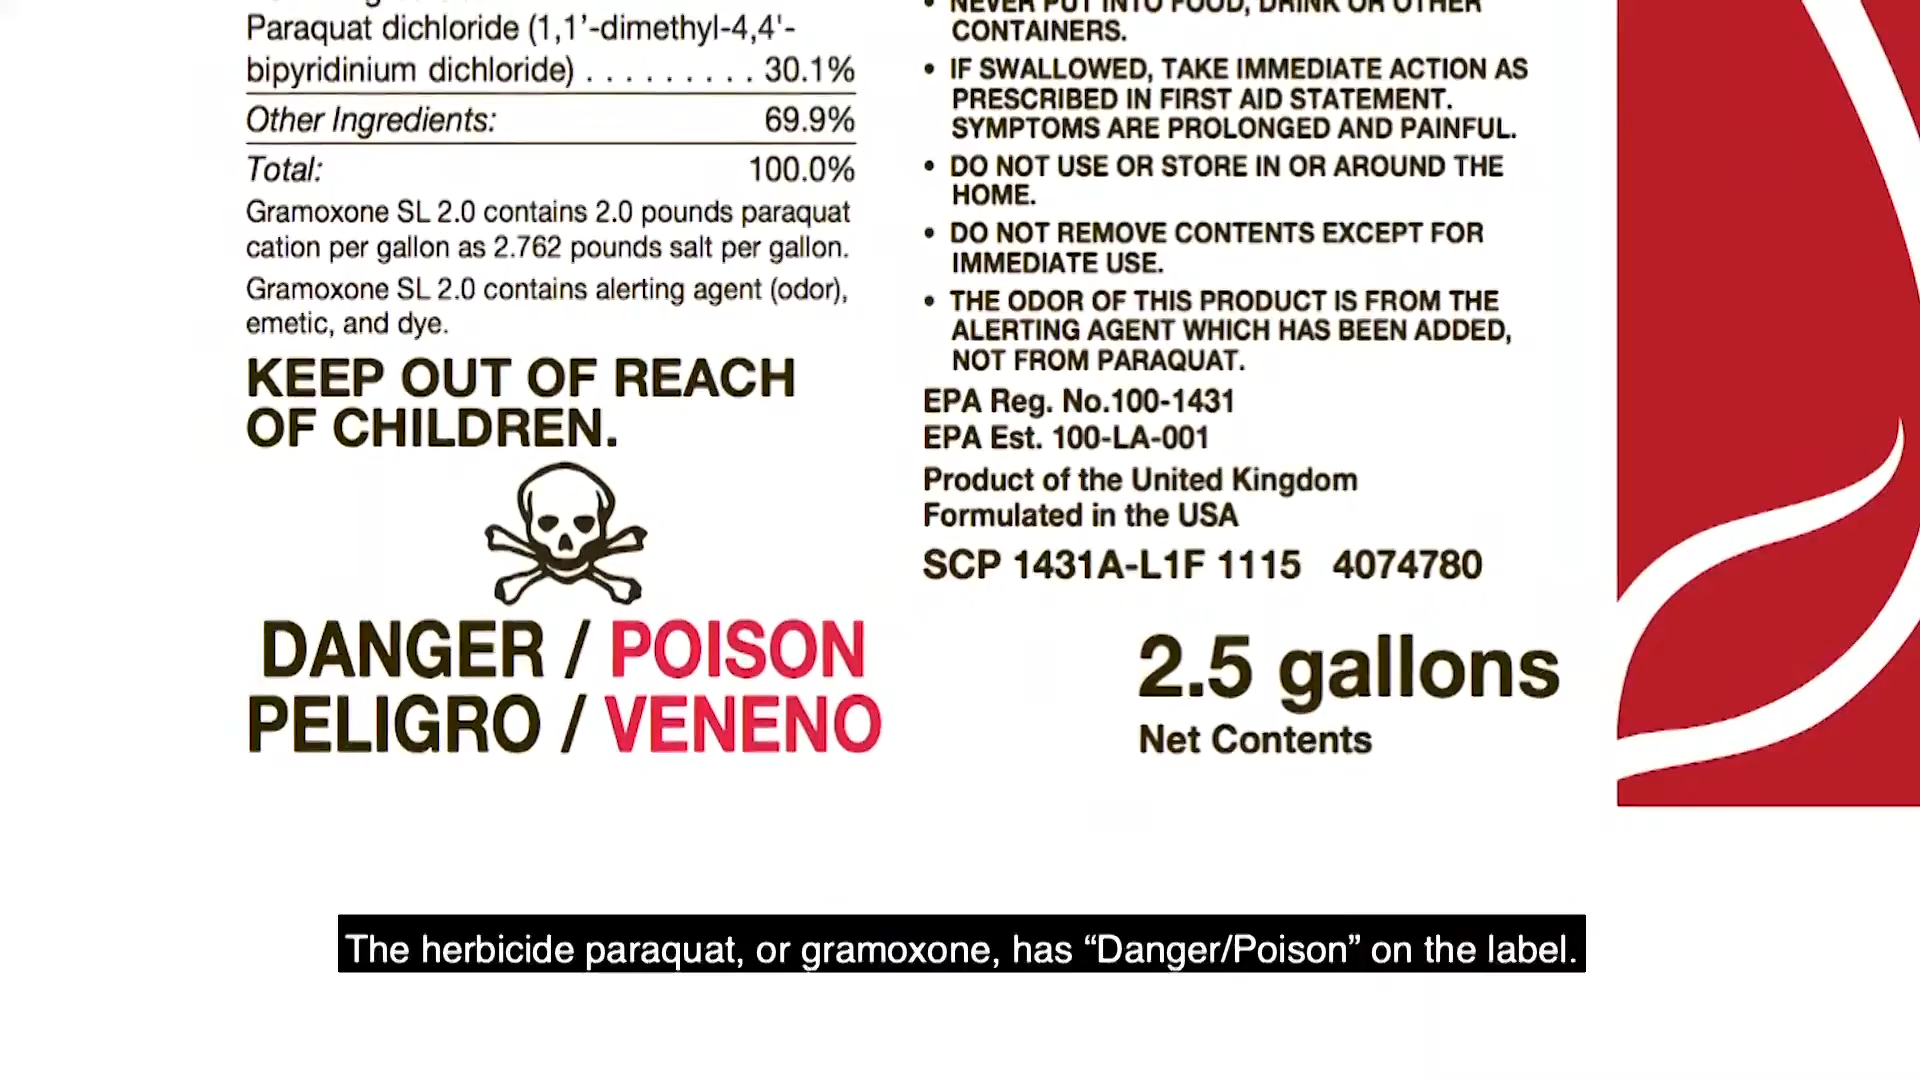 Paraquat dichloride (1,1’-dimethyl-4,4'-
bipyridinium dichloride) . . . . . . . . . 30.1%
Other Ingredients: 69.9%
Total: 100.0%
Gramoxone SL 2.0 contains 2.0 pounds paraquat
cation per gallon as 2.762 pounds salt per gallon.
Gramoxone SL 2.0 contains alerting agent (odor),
emetic, and dye.
KEEP OUT OF REACH
OF CHILDREN.
DANGER / POISON
PELIGRO / VENENO
• NEVER PUT INTO FOOD, DRINK OR OTHER
CONTAINERS.
• IF SWALLOWED, TAKE IMMEDIATE ACTION AS
PRESCRIBED IN FIRST AID STATEMENT.
SYMPTOMS ARE PROLONGED AND PAINFUL.
• DO NOT USE OR STORE IN OR AROUND THE
HOME.
• DO NOT REMOVE CONTENTS EXCEPT FOR
IMMEDIATE USE.
• THE ODOR OF THIS PRODUCT IS FROM THE
ALERTING AGENT WHICH HAS BEEN ADDED,
NOT FROM PARAQUAT.
EPA Reg. No.100-1431
EPA Est. 100-LA-001
Product of the United Kingdom
Formulated in the USA
SCP 1431A-L1F 1115 4074780
2.5 gallons
Net Contents
The herbicide paraquat, or gramoxone, has “Danger/Poison” on the label.